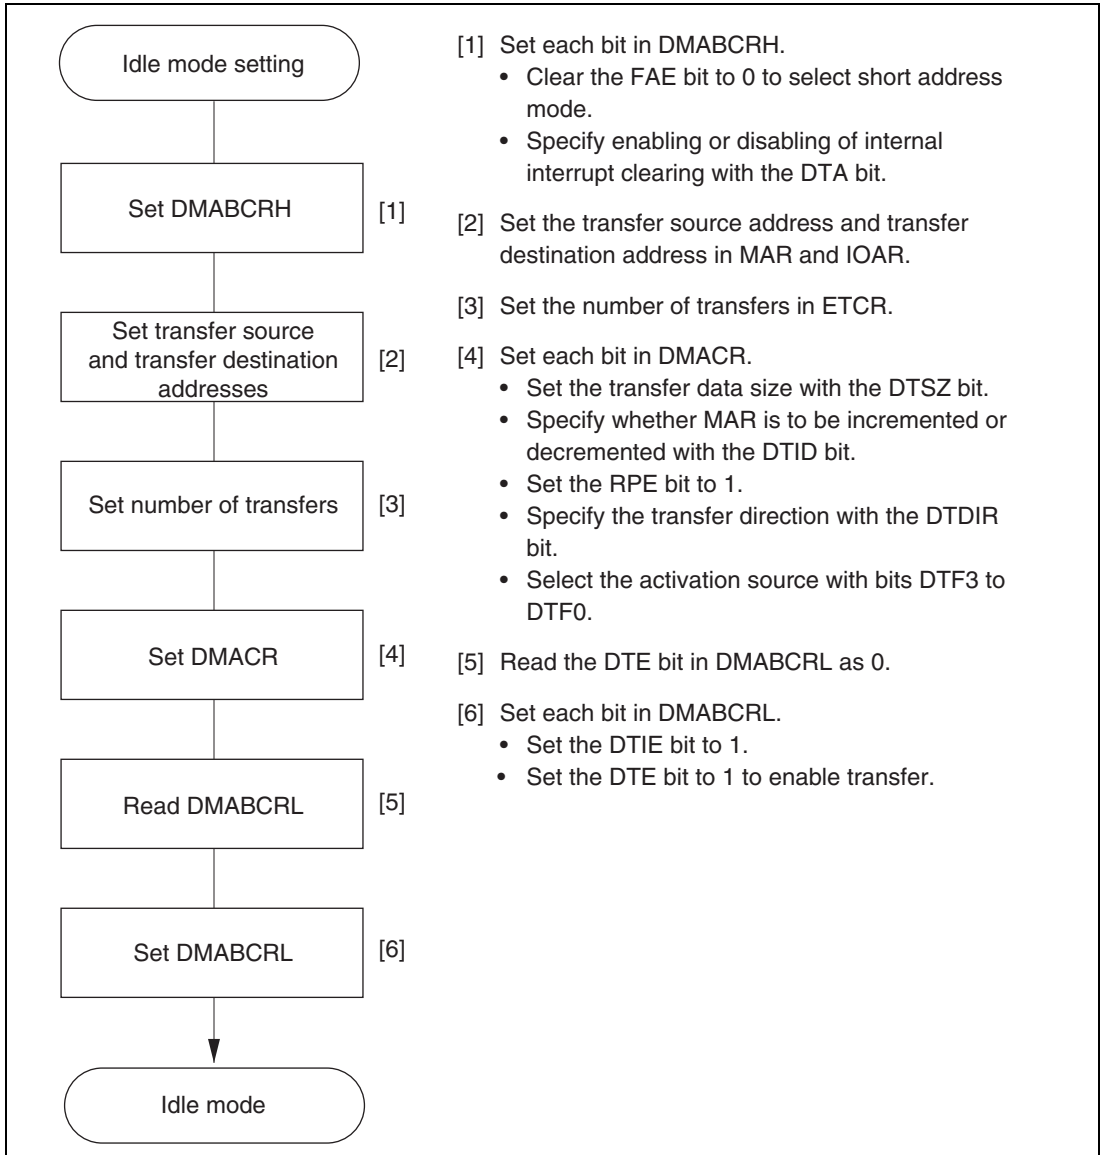 Idle mode setting
Set DMABCRH
[1]
Set transfer source
and transfer destination
addresses
[2]
Set number of transfers
[3]
Set DMACR
[4]
Read DMABCRL
[5]
Set DMABCRL
[6]
Idle mode
[1] Set each bit in DMABCRH.
• Clear the FAE bit to 0 to select short address
mode.
• Specify enabling or disabling of internal
interrupt clearing with the DTA bit.
[2] Set the transfer source address and transfer
destination address in MAR and IOAR.
[3] Set the number of transfers in ETCR.
[4] Set each bit in DMACR.
• Set the transfer data size with the DTSZ bit.
• Specify whether MAR is to be incremented or
decremented with the DTID bit.
• Set the RPE bit to 1.
• Specify the transfer direction with the DTDIR
bit.
• Select the activation source with bits DTF3 to
DTF0.
[5] Read the DTE bit in DMABCRL as 0.
[6] Set each bit in DMABCRL.
• Set the DTIE bit to 1.
• Set the DTE bit to 1 to enable transfer.